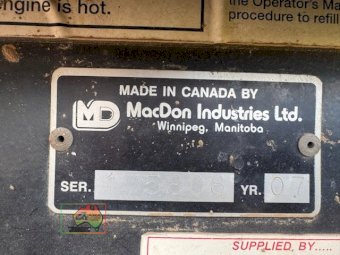 engine is hot.
the Operator's Ma
procedure to refill
MADE IN CANADA BY
MD
MacDon Industries Ltd.
Winnipeg, Manitoba
SER.
YR. 07
SUPPLIED, BY.....